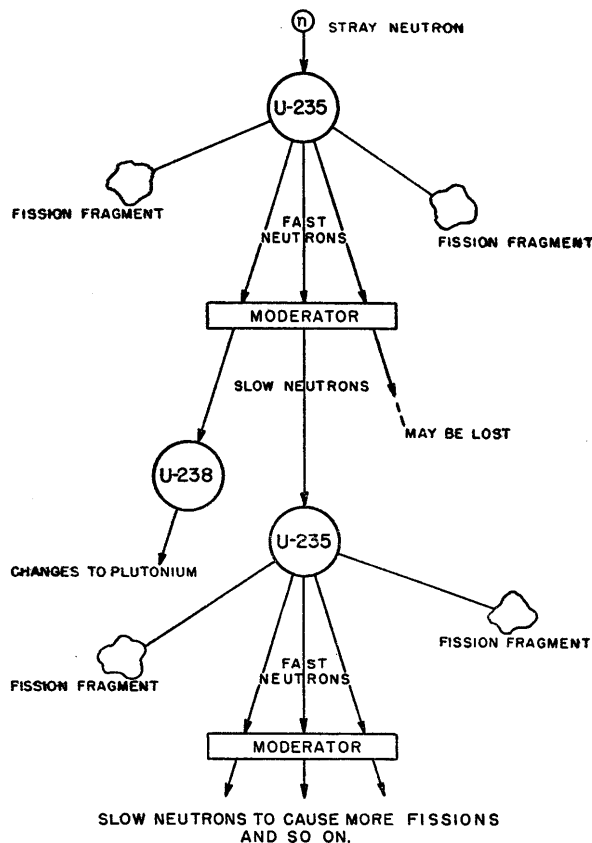 n STRAY NEUTRON
U-235
FISSION FRAGMENT
FISSION FRAGMENT
FAST
NEUTRONS
MODERATOR
SLOW NEUTRONS
MAY BE LOST
U-238
U-235
CHANGES TO PLUTONIUM
FISSION FRAGMENT
FISSION FRAGMENT
FAST
NEUTRONS
MODERATOR
SLOW NEUTRONS TO CAUSE MORE FISSIONS
AND SO ON.